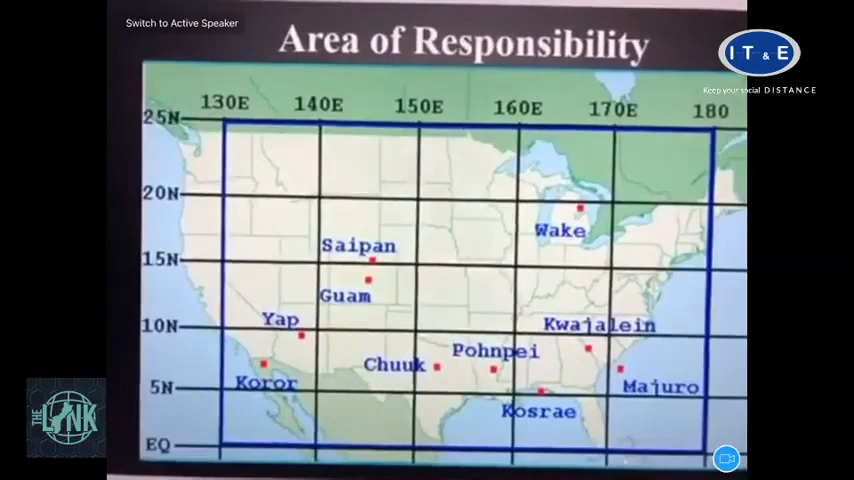 Switch to Active Speaker
Area of Responsibility
IT & E
Keep your social DISTANCE
130E 140E 150E 160E 170E 180
25N
20N
Wake
Saipan
15N
Guam
Yap
10N
Kwajalein
Pohnpei
Chuuk
Koror
5N
Majuro
Kosrae
EQ
THE LINK